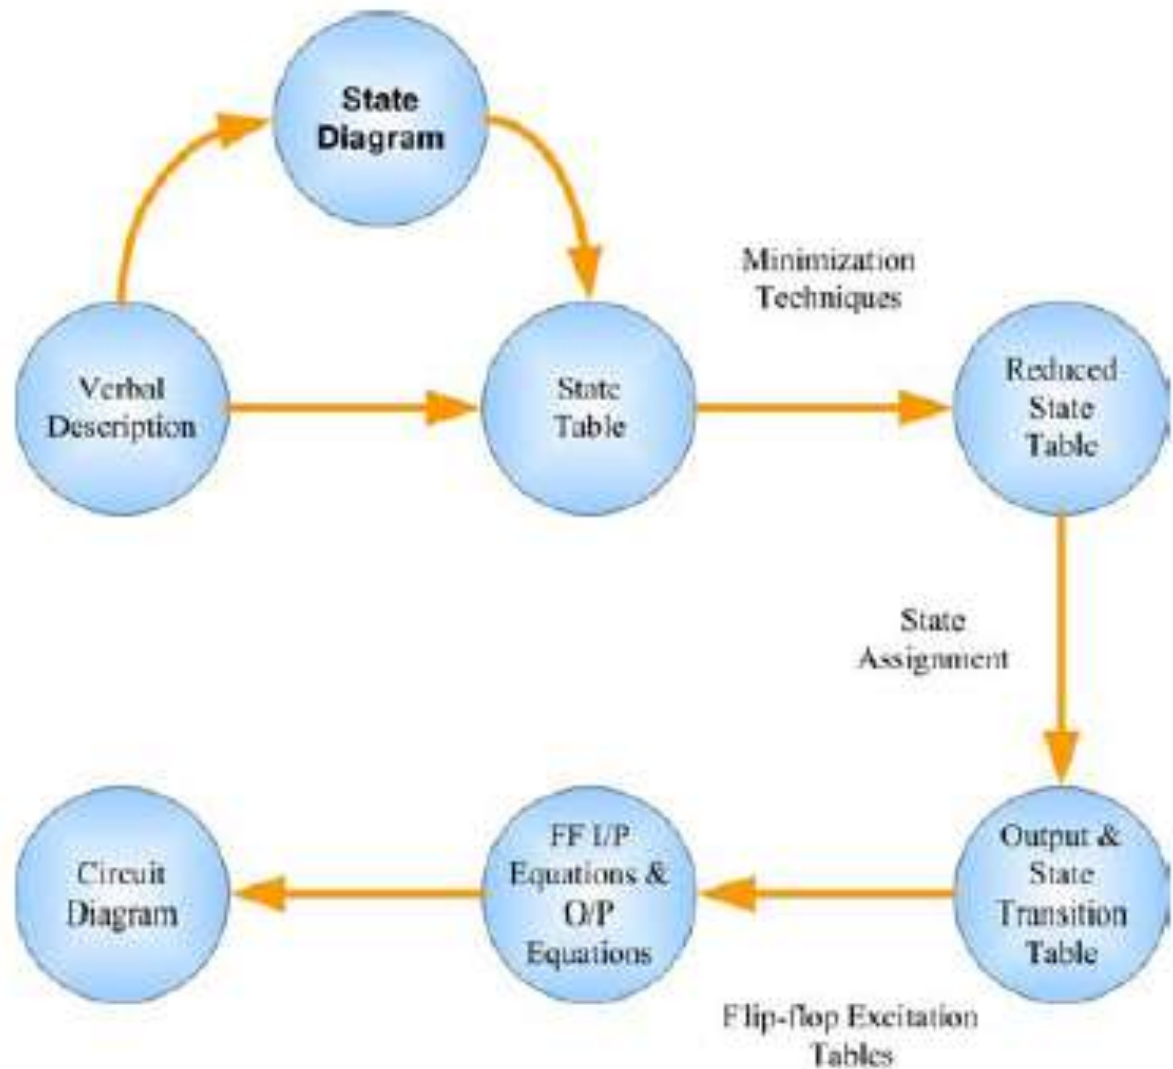 State
Diagram
Minimization
Techniques
Verbal
Description
State
Table
Reduced
State
Table
State
Assignment
Circuit
Diagram
FF I/P
Equations &
O/P
Equations
Output &
State
Transition
Table
Flip-flop Excitation
Tables